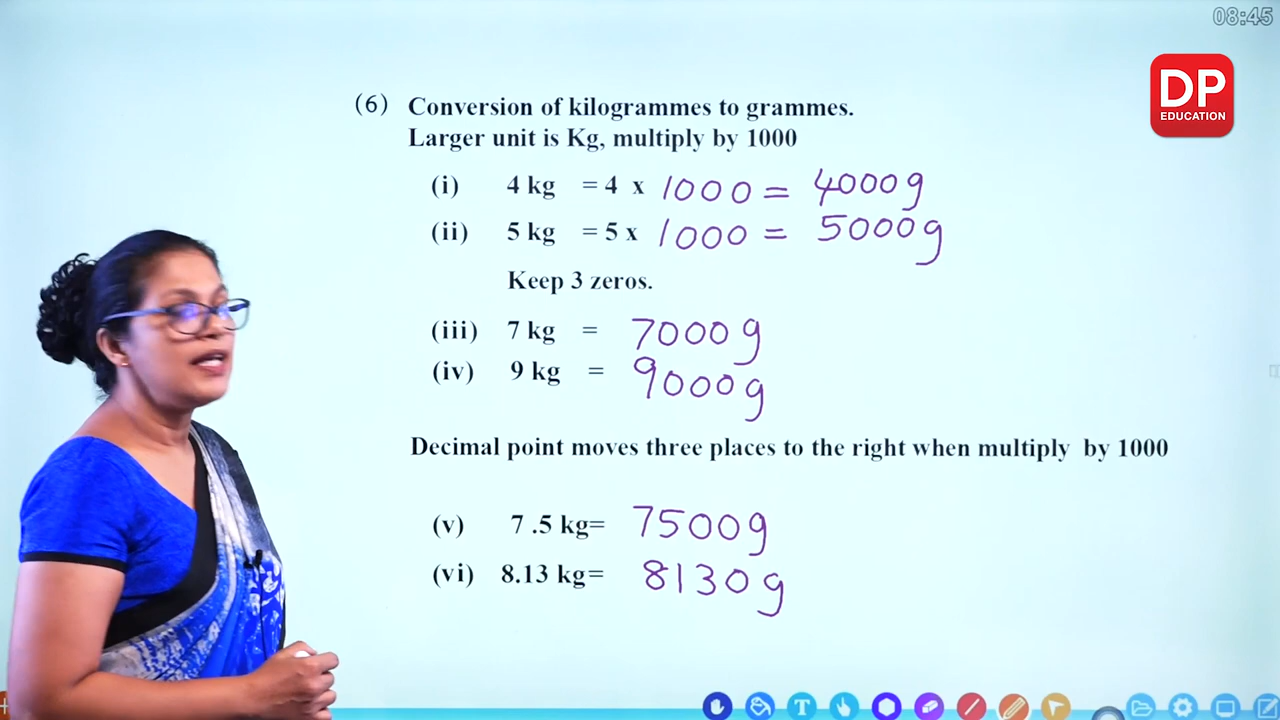 08:45
DP
EDUCATION
(6) Conversion of kilogrammes to grammes.
Larger unit is Kg, multiply by 1000
(i) 4 kg = 4 x 1000 = 4000g
(ii) 5 kg = 5 x 1000 = 5000g
Keep 3 zeros.
(iii) 7 kg = 7000g
(iv) 9 kg = 9000g
Decimal point moves three places to the right when multiply by 1000
(v) 7 .5 kg= 7500g
(vi) 8.13 kg= 8130g
T